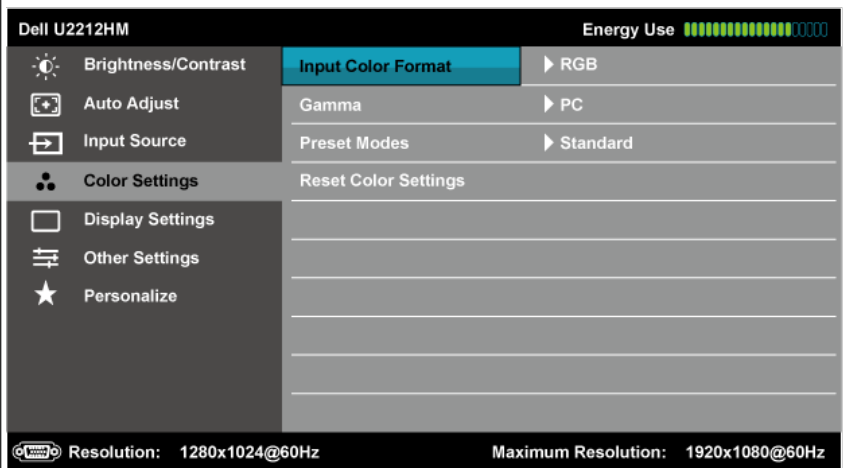 Dell U2212HM Energy Use
Brightness/Contrast Input Color Format RGB
Auto Adjust Gamma PC
Input Source Preset Modes Standard
Color Settings Reset Color Settings
Display Settings
Other Settings
Personalize
Resolution: 1280x1024@60Hz Maximum Resolution: 1920x1080@60Hz